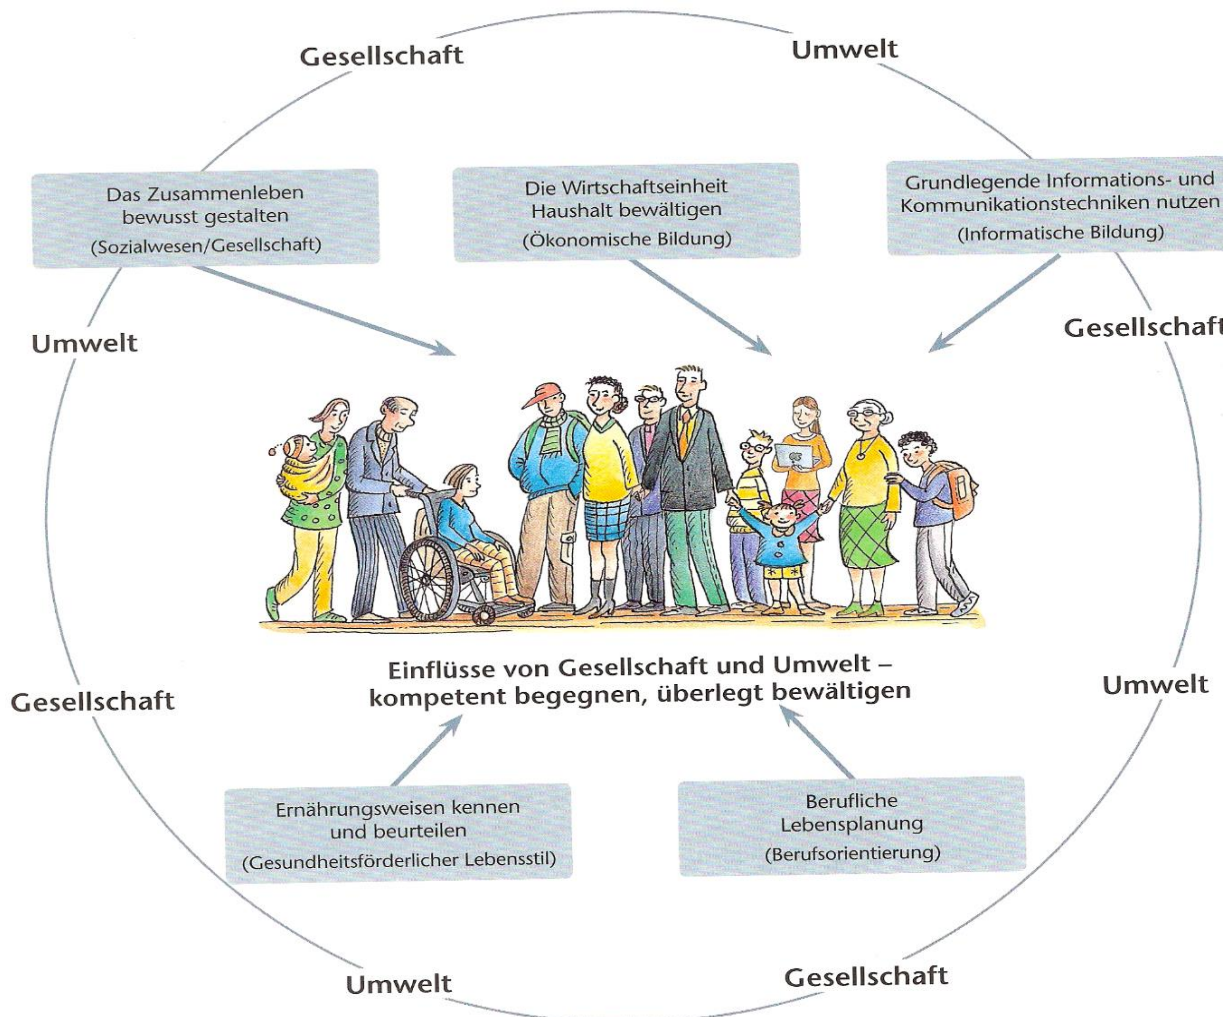 Gesellschaft
Umwelt
Das Zusammenleben
bewusst gestalten
(Sozialwesen/Gesellschaft)
Die Wirtschaftseinheit
Haushalt bewältigen
(Ökonomische Bildung)
Grundlegende Informations- und
Kommunikationstechniken nutzen
(Informatische Bildung)
Umwelt
Gesellschaft
Einflüsse von Gesellschaft und Umwelt –
kompetent begegnen, überlegt bewältigen
Gesellschaft
Umwelt
Ernährungsweisen kennen
und beurteilen
(Gesundheitsförderlicher Lebensstil)
Berufliche
Lebensplanung
(Berufsorientierung)
Umwelt
Gesellschaft